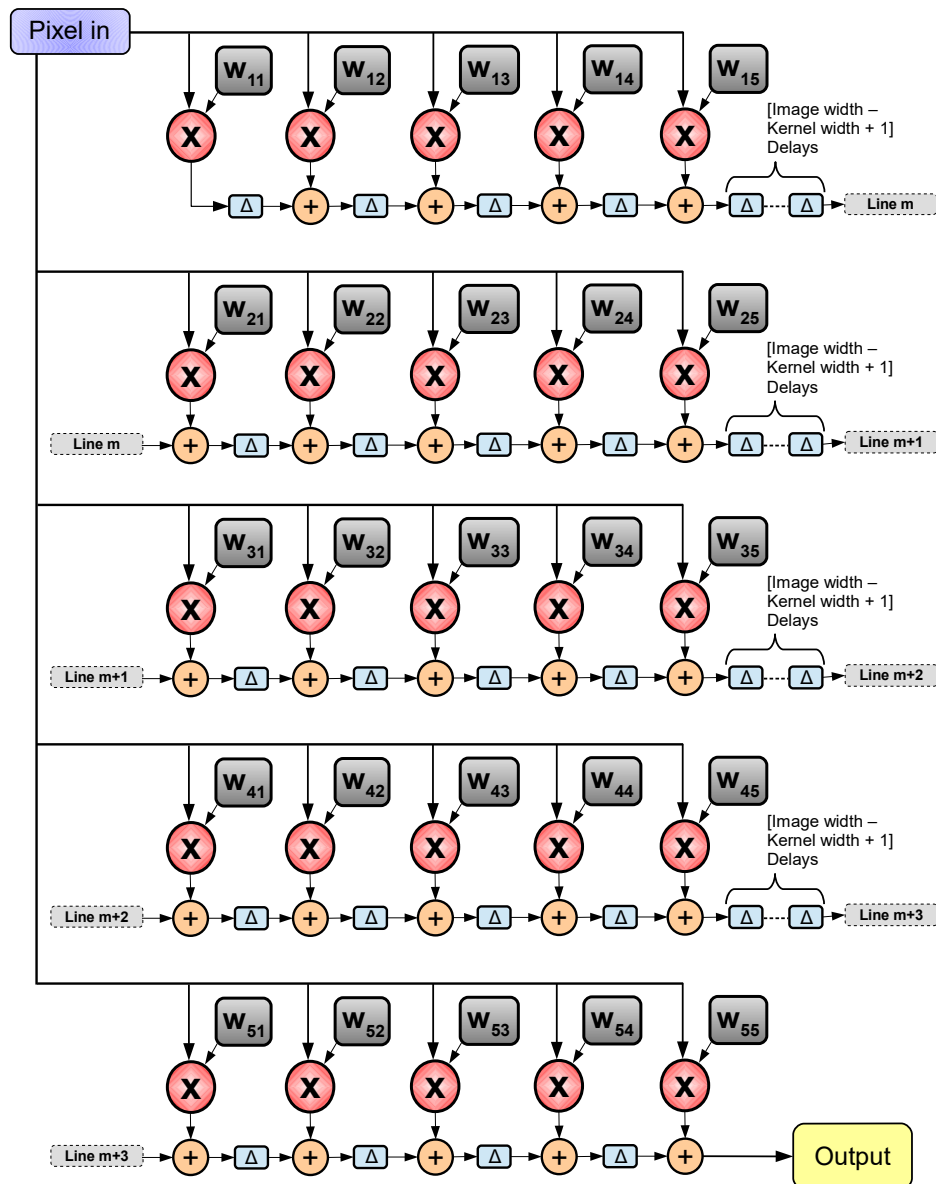 Pixel in
W11 W12 W13 W14 W15
[Image width –
Kernel width + 1]
Delays
X X X X X
Δ + Δ + Δ + Δ + Δ Δ Line m
W21 W22 W23 W24 W25
[Image width –
Kernel width + 1]
Delays
X X X X X
Line m + Δ + Δ + Δ + Δ + Δ Δ Line m+1
W31 W32 W33 W34 W35
[Image width –
Kernel width + 1]
Delays
X X X X X
Line m+1 + Δ + Δ + Δ + Δ + Δ Δ Line m+2
W41 W42 W43 W44 W45
[Image width –
Kernel width + 1]
Delays
X X X X X
Line m+2 + Δ + Δ + Δ + Δ + Δ Δ Line m+3
W51 W52 W53 W54 W55
X X X X X
Line m+3 + Δ + Δ + Δ + Δ + Output